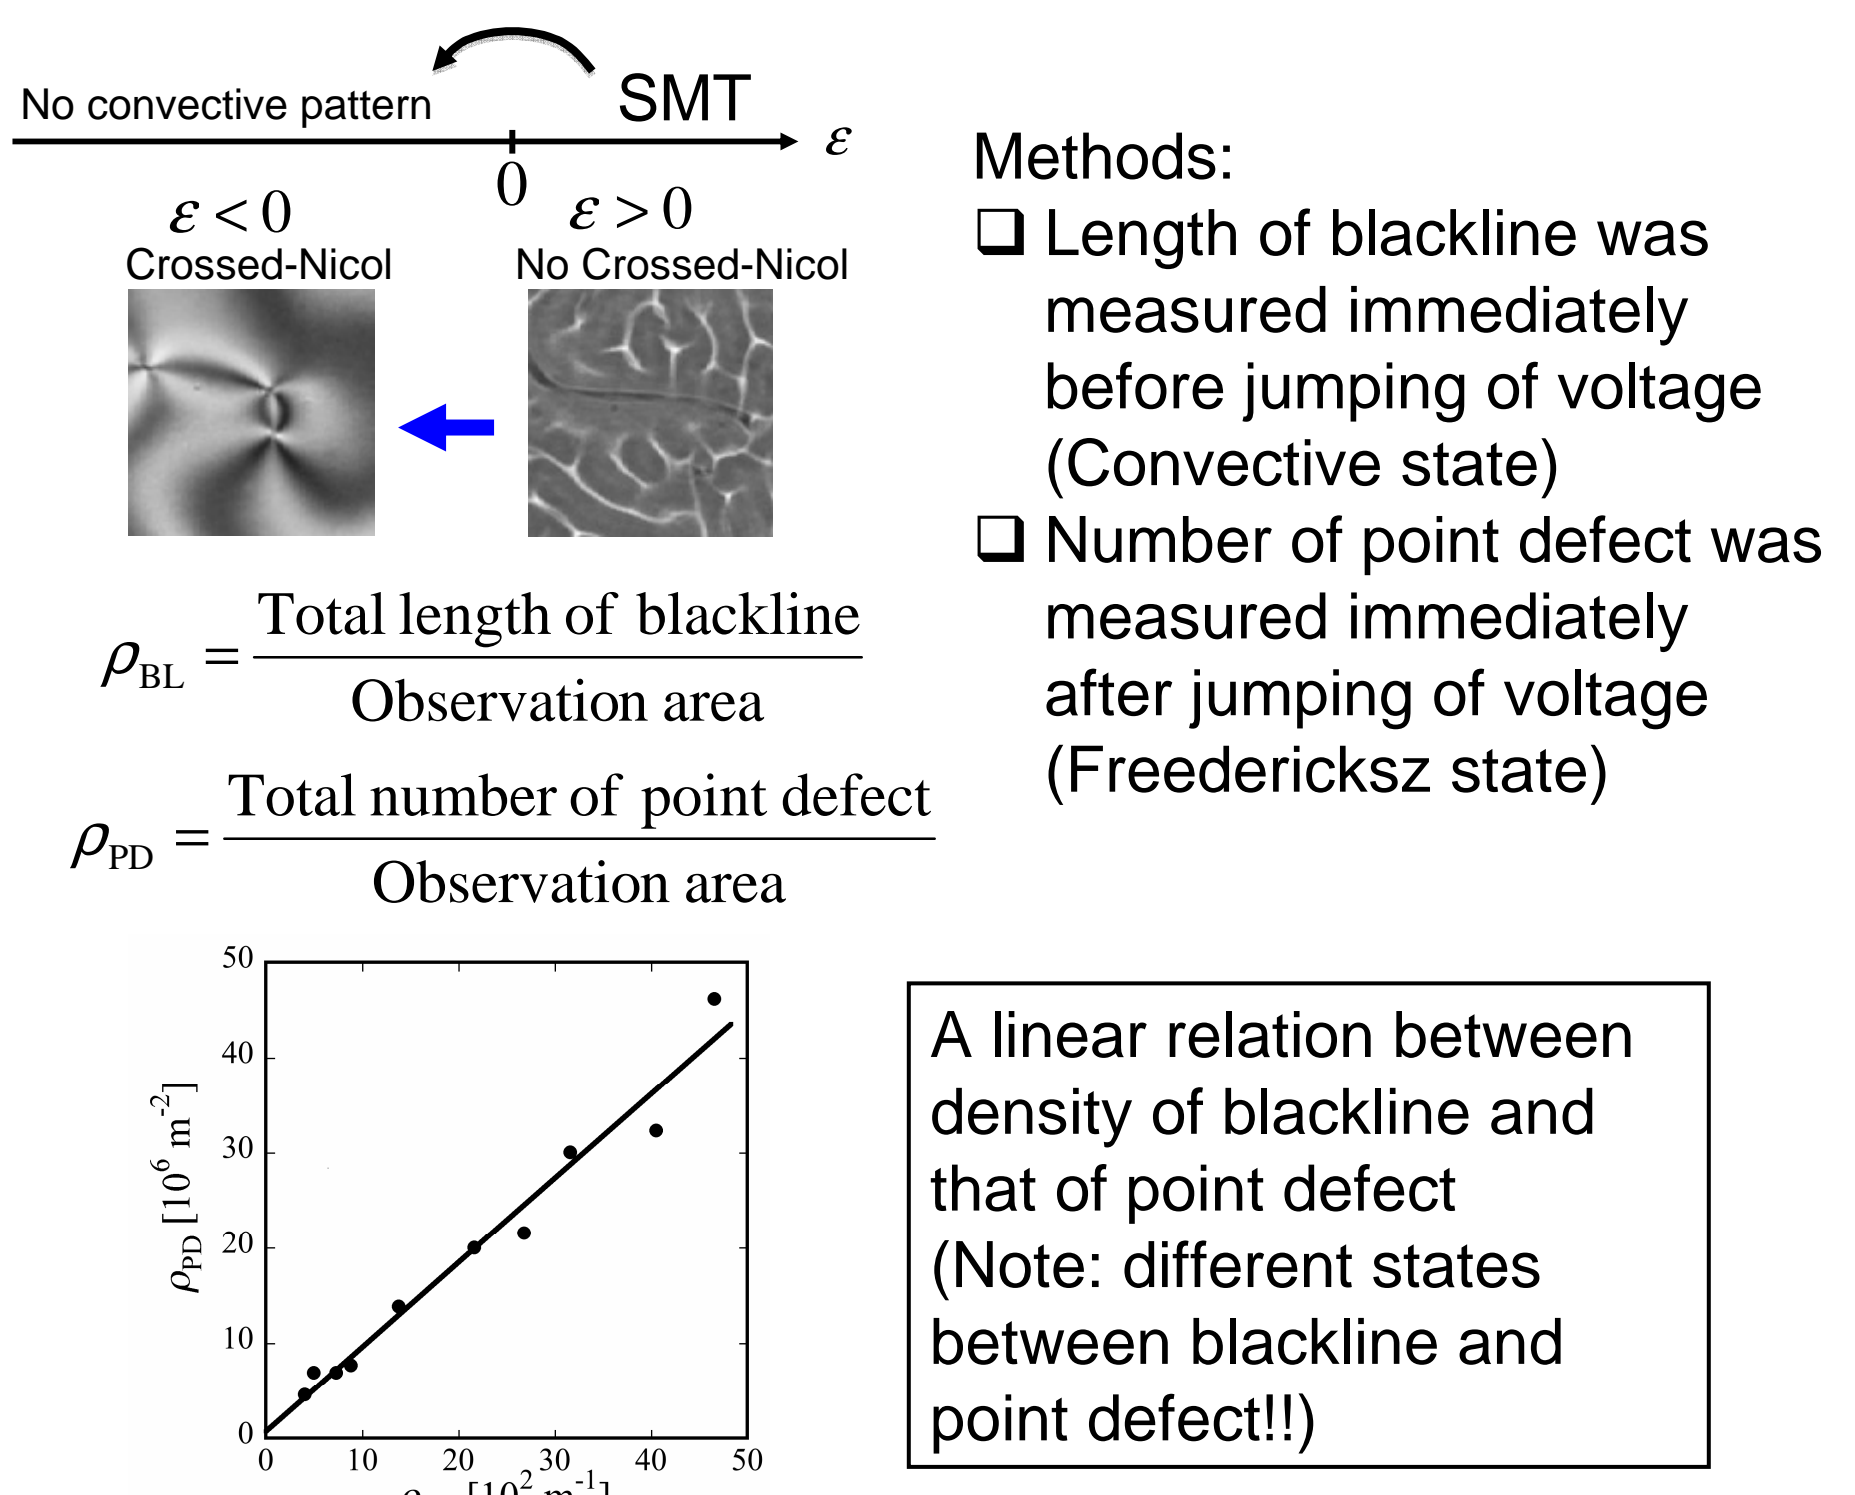 No convective pattern
SMT
ε
0
ε < 0
ε > 0
Crossed-Nicol
No Crossed-Nicol
ρBL = Total length of blackline
Observation area
ρPD = Total number of point defect
Observation area
Methods:
❑ Length of blackline was
measured immediately
before jumping of voltage
(Convective state)
❑ Number of point defect was
measured immediately
after jumping of voltage
(Freedericksz state)
50
40
30
20
10
0
ρPD [10⁶ m⁻²]
0 10 20 30 40 50
[10² m⁻¹]
A linear relation between
density of blackline and
that of point defect
(Note: different states
between blackline and
point defect!!)